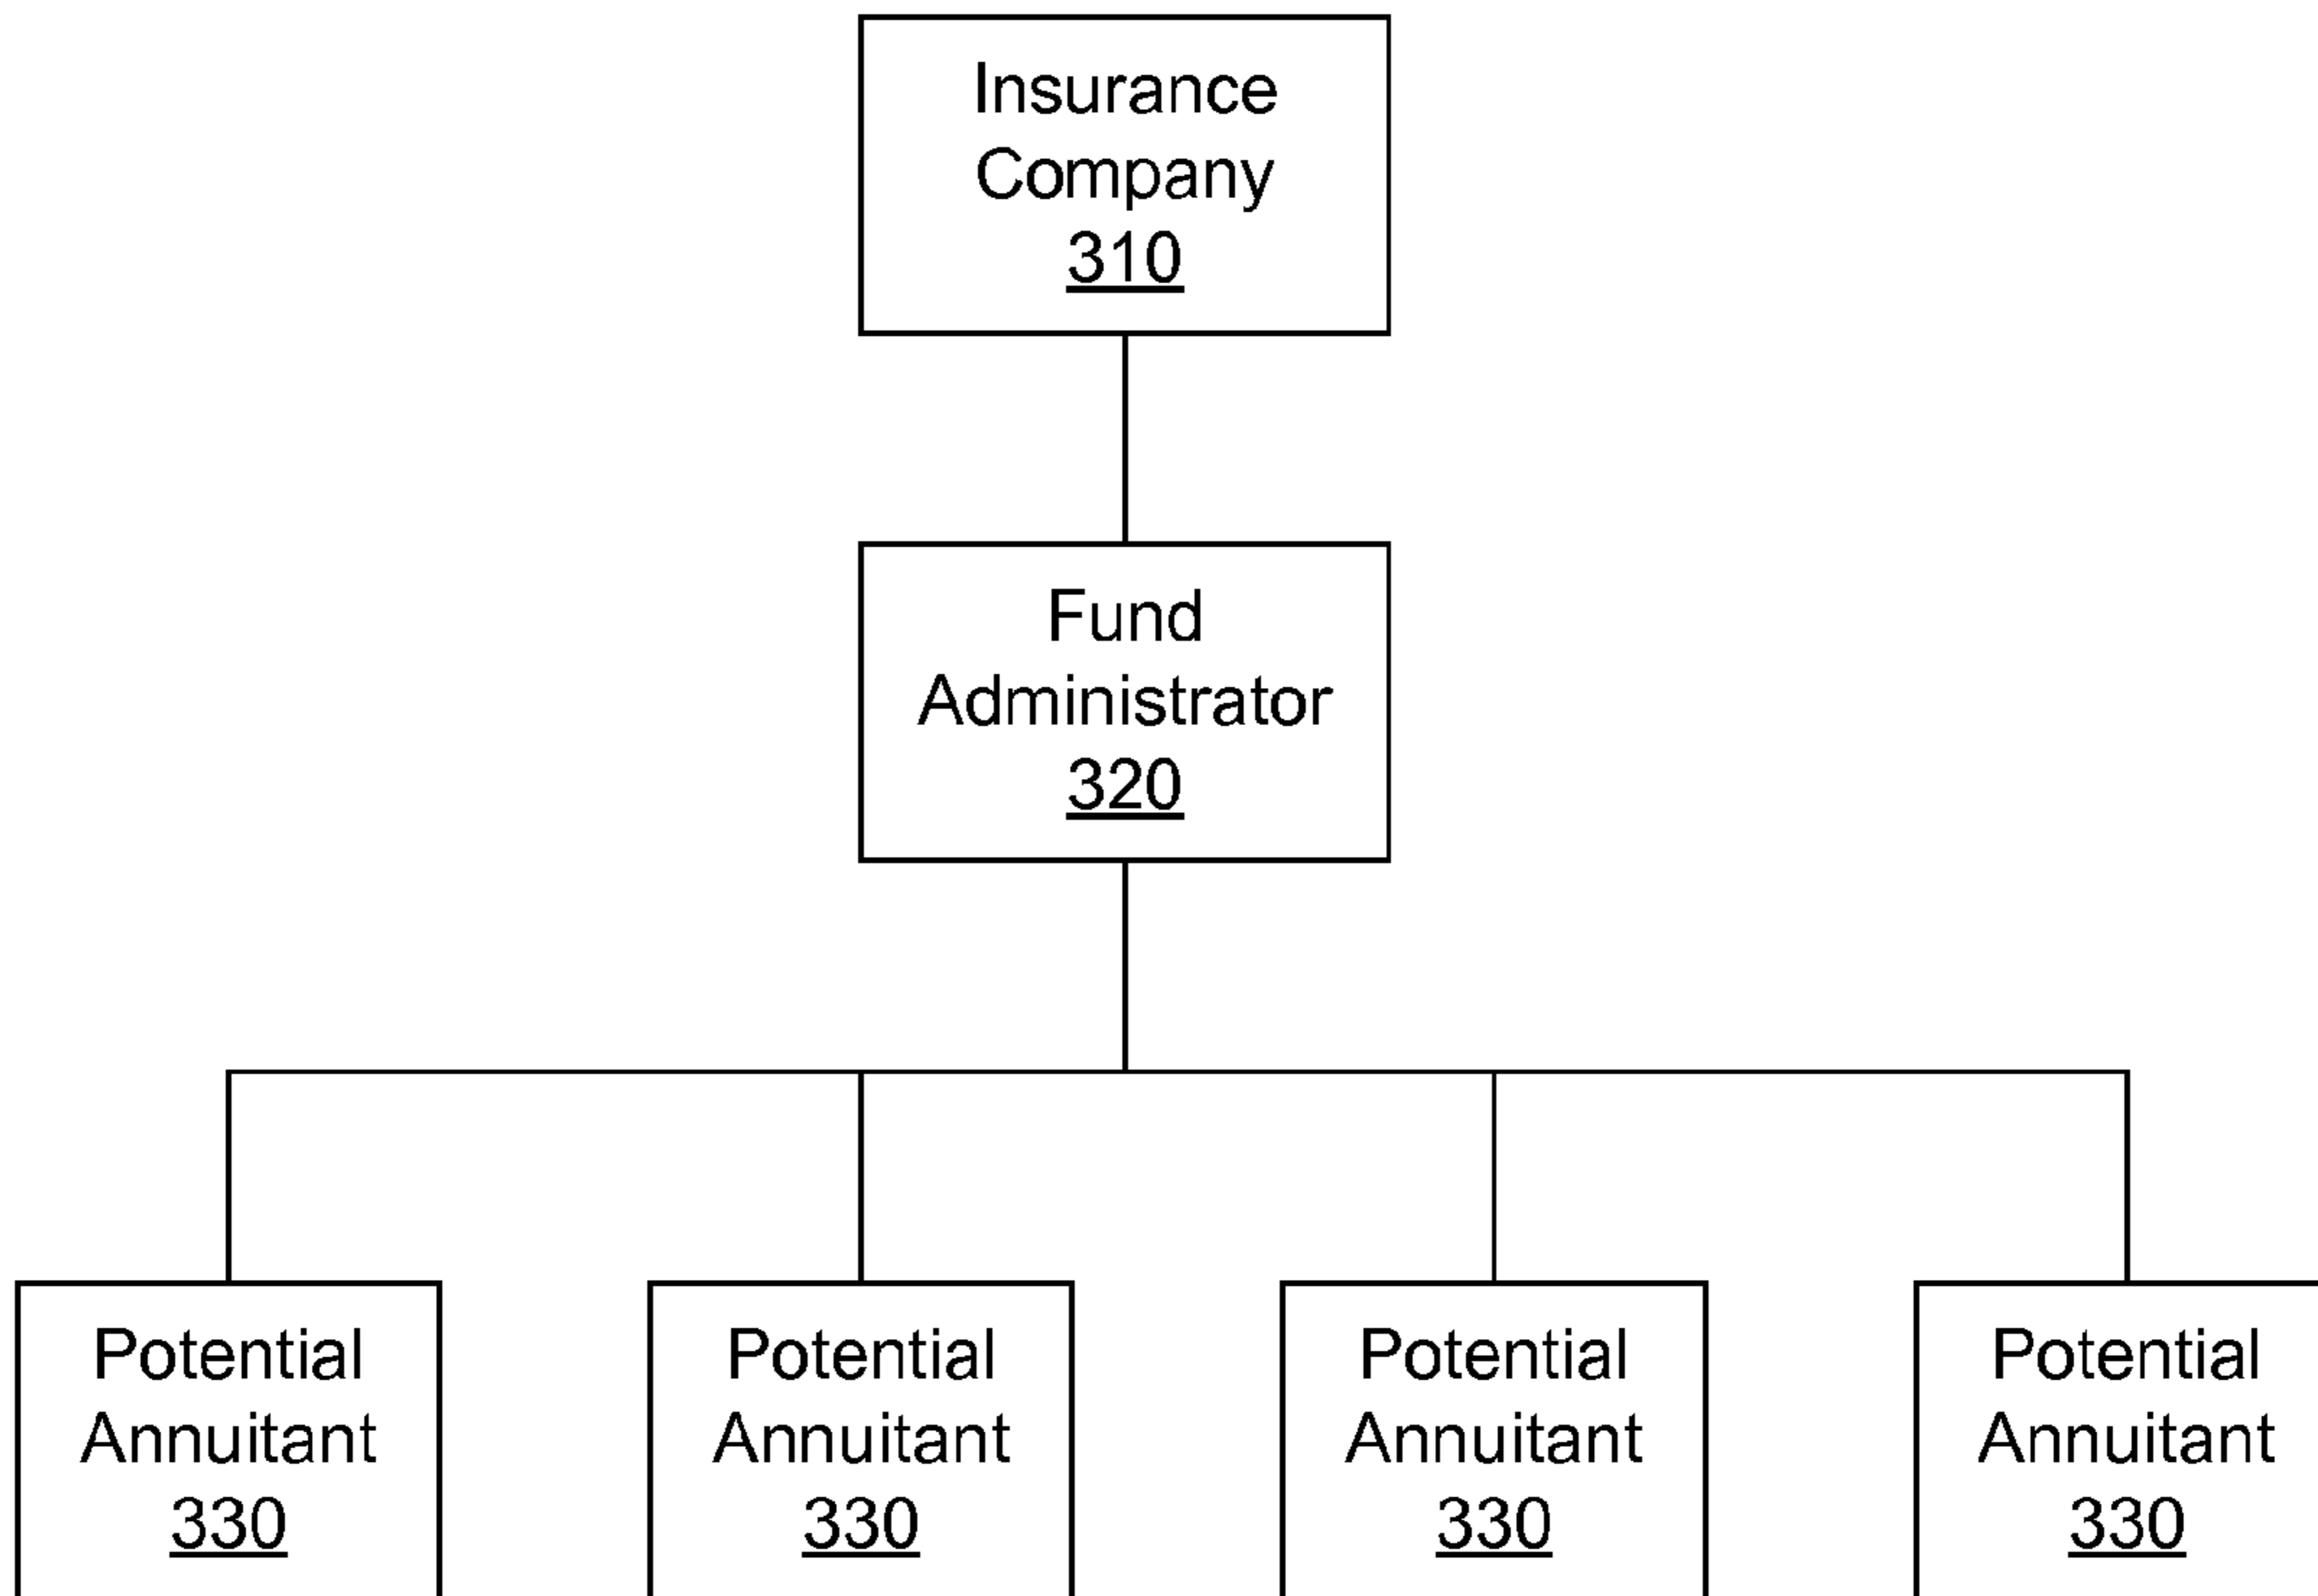 Insurance
Company
310
Fund
Administrator
320
Potential
Annuitant
330
Potential
Annuitant
330
Potential
Annuitant
330
Potential
Annuitant
330